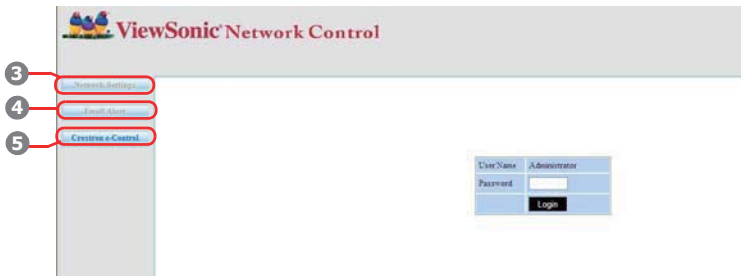 ViewSonic® Network Control
3
Network Settings
4
Email Alert
5
Crestron e-Control
User Name Administrator
Password
Login